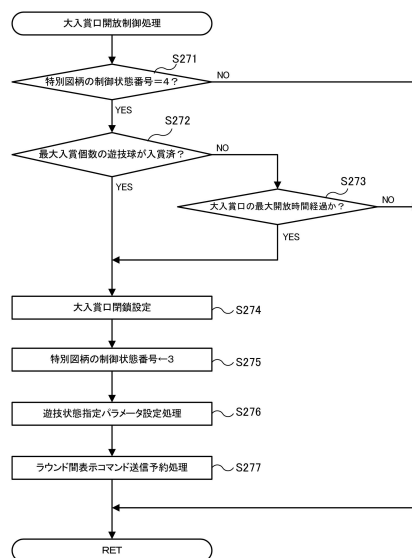 大入賞口開放制御処理
S271
特別図柄の制御状態番号=4?
NO
YES
S272
最大入賞個数の遊技球が入賞済?
NO
YES
S273
大入賞口の最大開放時間経過か?
NO
YES
大入賞口閉鎖設定
S274
特別図柄の制御状態番号←3
S275
遊技状態指定パラメータ設定処理
S276
ラウンド間表示コマンド送信予約処理
S277
RET